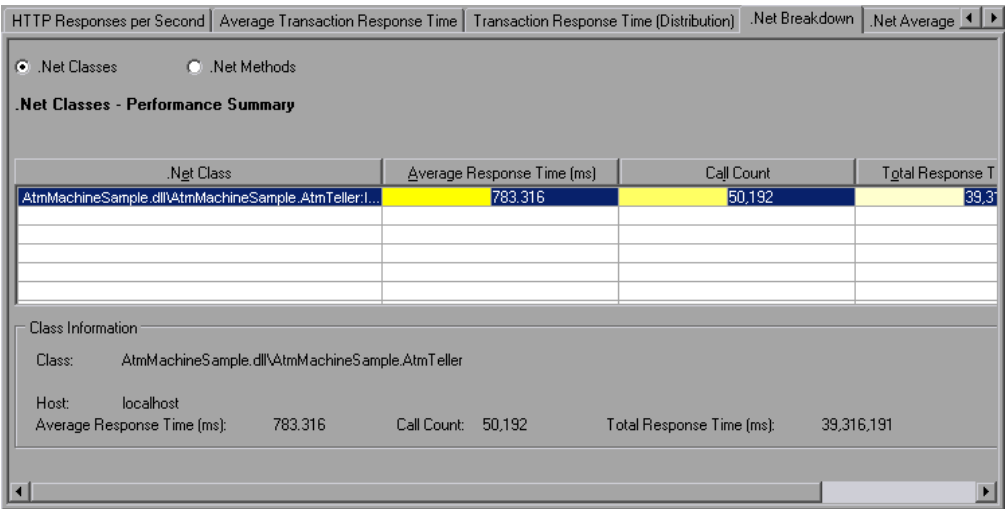 HTTP Responses per Second Average Transaction Response Time Transaction Response Time (Distribution) .Net Breakdown .Net Average
.Net Classes .Net Methods
.Net Classes - Performance Summary
.Net Class Average Response Time (ms) Call Count Total Response T
AtmMachineSample.dll\AtmMachineSample.AtmTeller:l... 783.316 50,192 39,3
Class Information
Class: AtmMachineSample.dll\AtmMachineSample.AtmTeller
Host: localhost
Average Response Time (ms): 783.316 Call Count: 50,192 Total Response Time (ms): 39,316,191